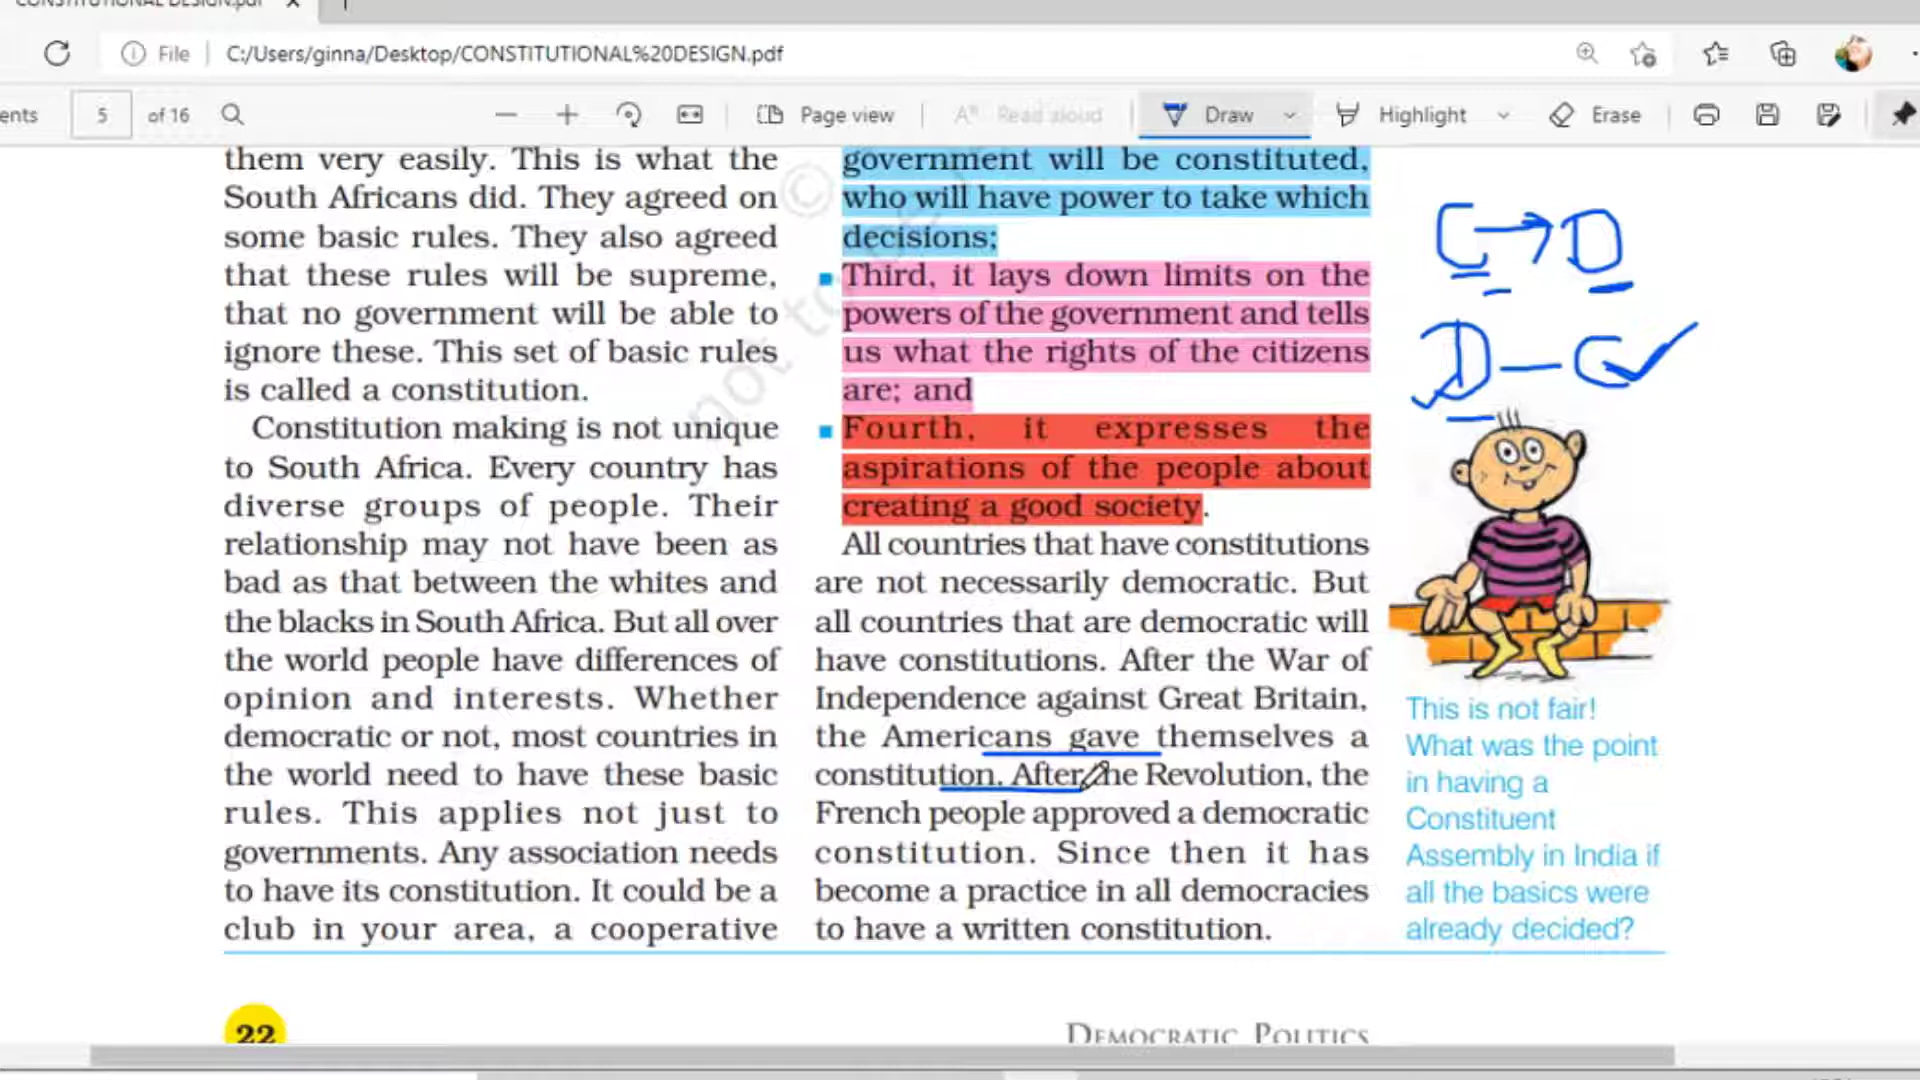 CONSTITUTIONAL DESIGN.pdf
File
C:/Users/ginna/Desktop/CONSTITUTIONAL%20DESIGN.pdf
ents
5
of 16
Page view
Read aloud
Draw
Highlight
Erase
them very easily. This is what the
South Africans did. They agreed on
some basic rules. They also agreed
that these rules will be supreme,
that no government will be able to
ignore these. This set of basic rules
is called a constitution.
Constitution making is not unique
to South Africa. Every country has
diverse groups of people. Their
relationship may not have been as
bad as that between the whites and
the blacks in South Africa. But all over
the world people have differences of
opinion and interests. Whether
democratic or not, most countries in
the world need to have these basic
rules. This applies not just to
governments. Any association needs
to have its constitution. It could be a
club in your area, a cooperative
government will be constituted,
who will have power to take which
decisions;
Third, it lays down limits on the
powers of the government and tells
us what the rights of the citizens
are; and
Fourth, it expresses the
aspirations of the people about
creating a good society.
All countries that have constitutions
are not necessarily democratic. But
all countries that are democratic will
have constitutions. After the War of
Independence against Great Britain,
the Americans gave themselves a
constitution. After the Revolution, the
French people approved a democratic
constitution. Since then it has
become a practice in all democracies
to have a written constitution.
C → D
D — C
This is not fair!
What was the point
in having a
Constituent
Assembly in India if
all the basics were
already decided?
22
DEMOCRATIC POLITICS
© 
not to be